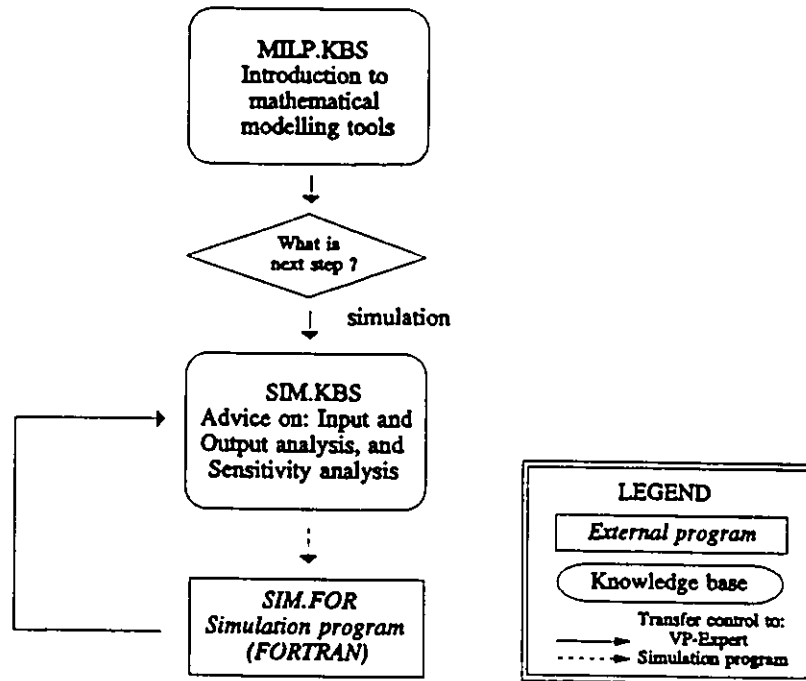 MILP.KBS
Introduction to
mathematical
modelling tools
What is
next step ?
simulation
SIM.KBS
Advice on: Input and
Output analysis, and
Sensitivity analysis
SIM.FOR
Simulation program
(FORTRAN)
LEGEND
External program
Knowledge base
Transfer control to:
VP-Expert
Simulation program